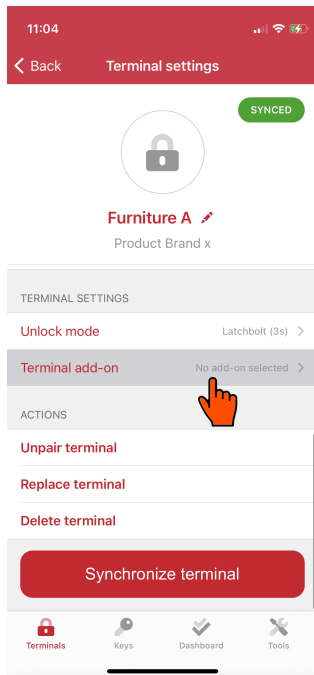 11:04
Back Terminal settings
SYNCED
Furniture A
Product Brand x
TERMINAL SETTINGS
Unlock mode Latchbolt (3s)
Terminal add-on No add-on selected
ACTIONS
Unpair terminal
Replace terminal
Delete terminal
Synchronize terminal
Terminals Keys Dashboard Tools